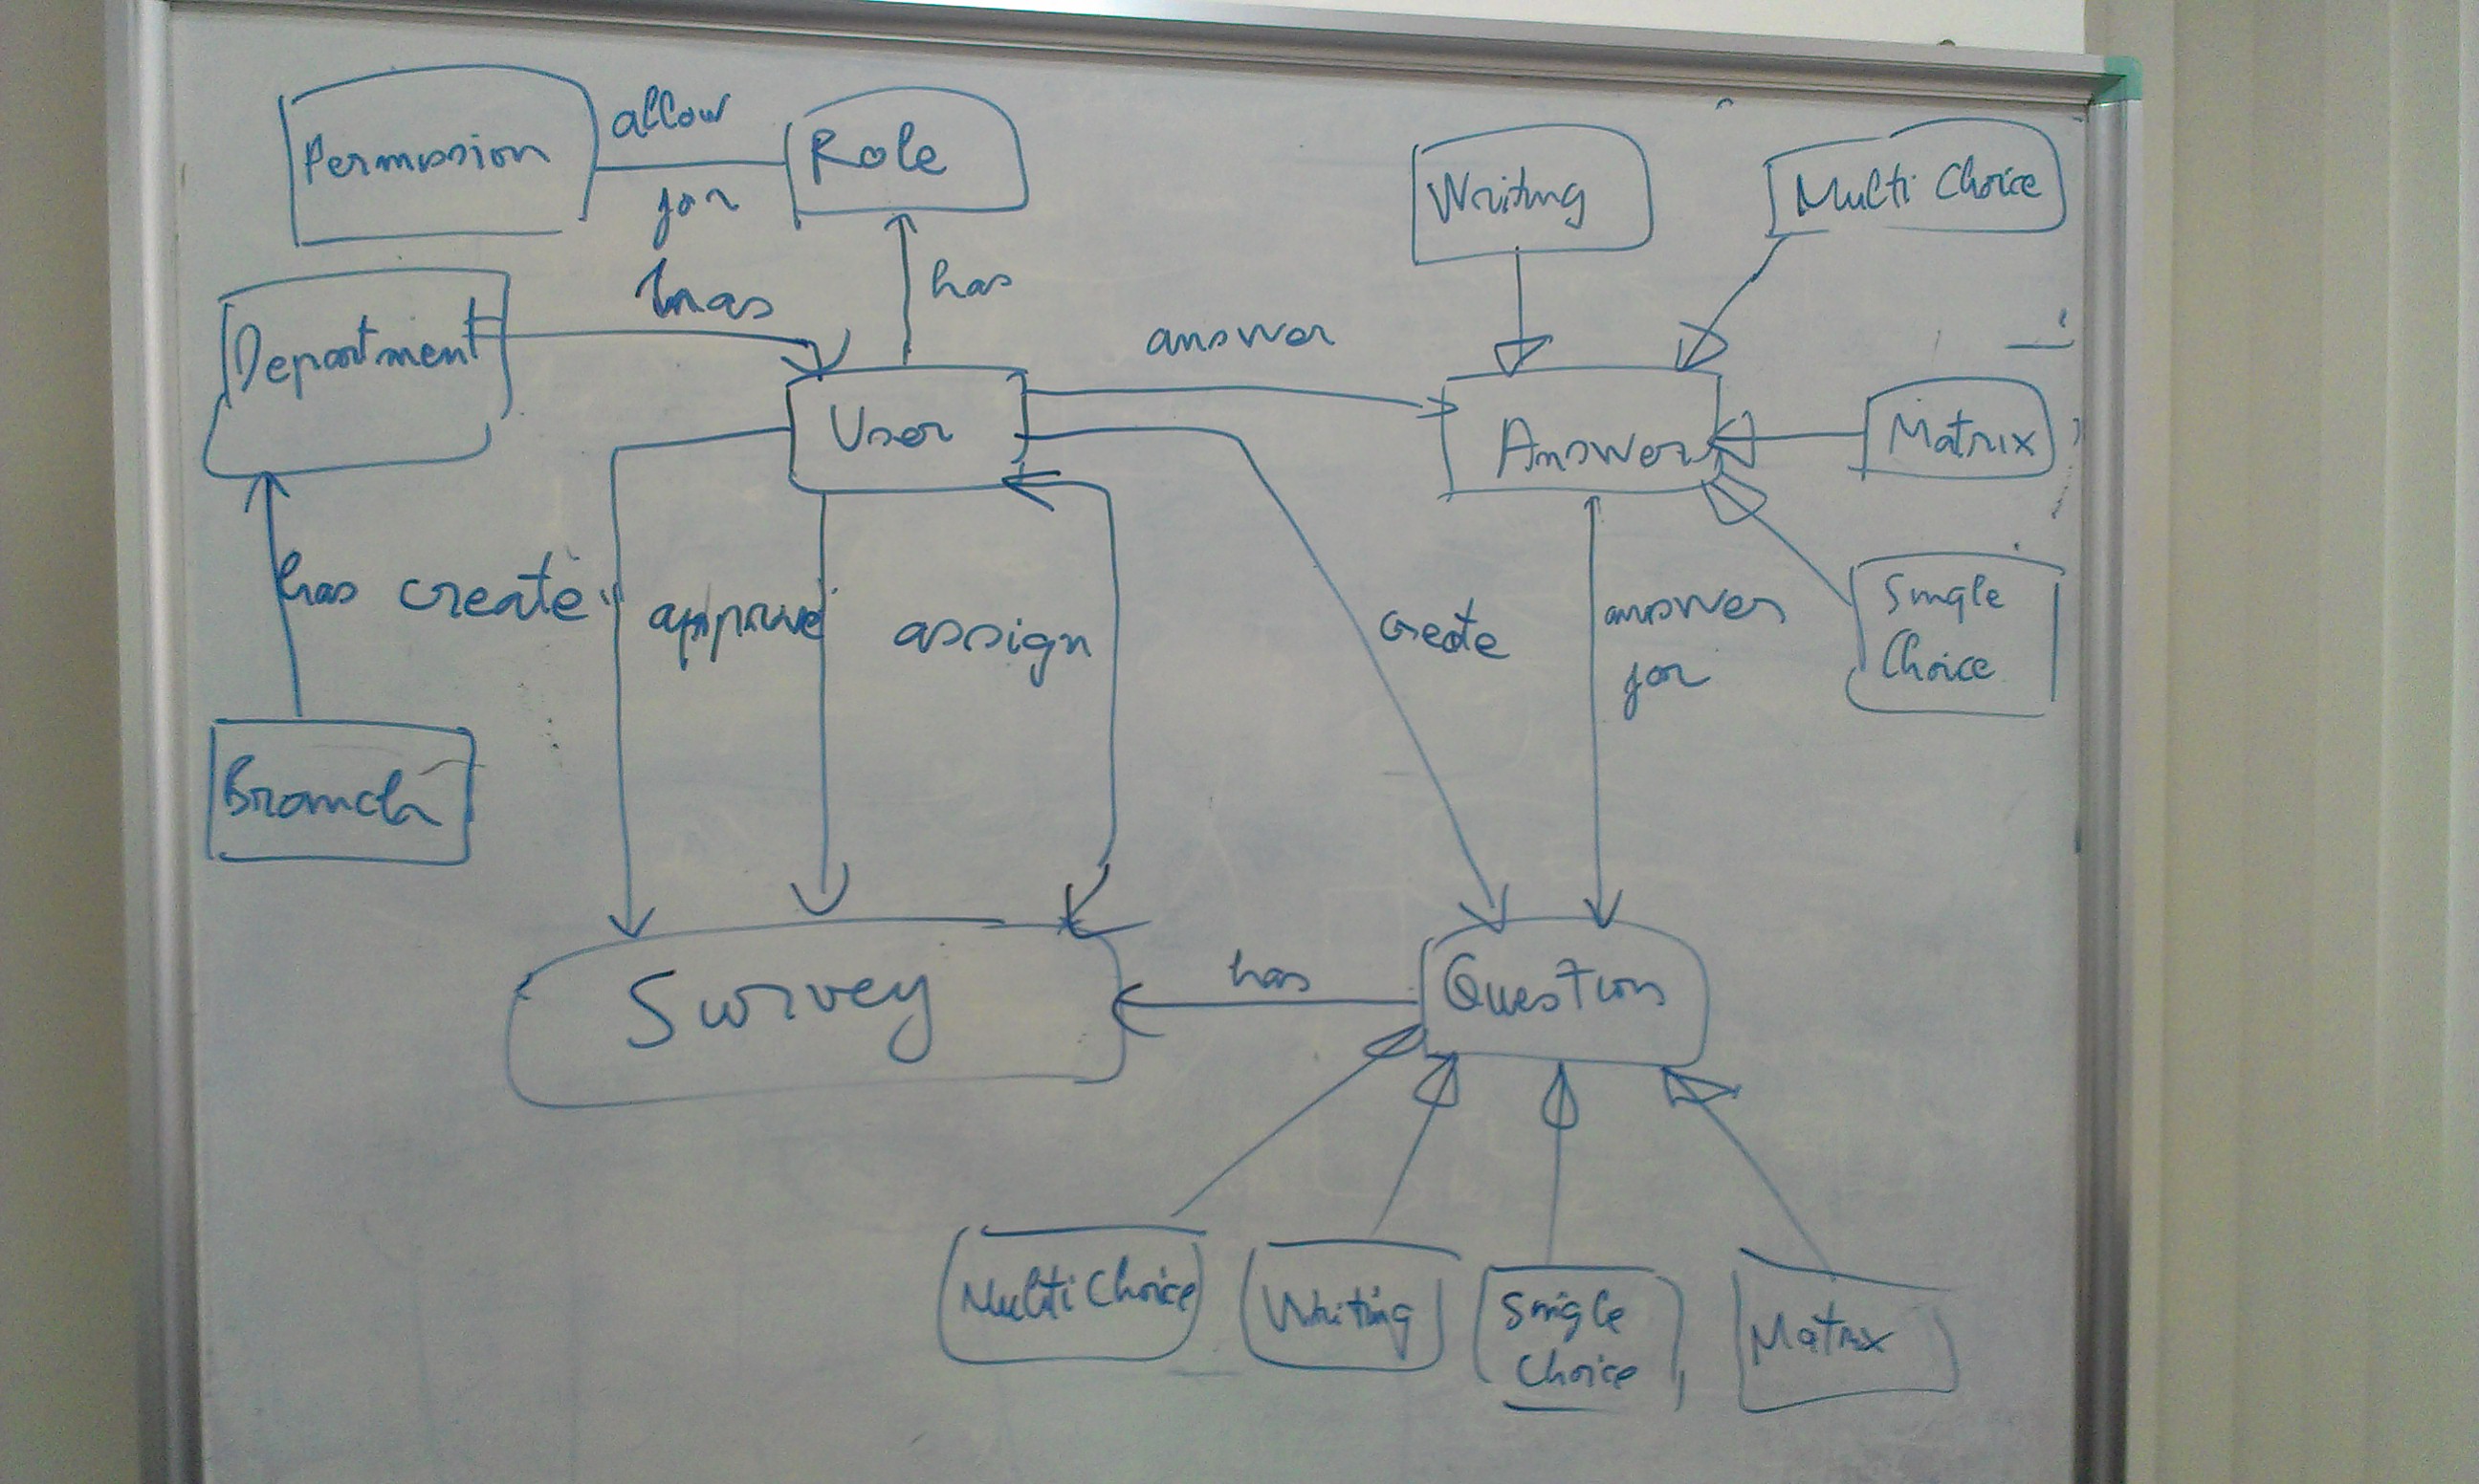 Permission
allow
for
Role
Writing
Multi Choice
Department
has
has
answer
User
Answer
Matrix
has
create
approve
assign
create
answer
for
Single
Choice
Branch
Survey
has
Question
Multi Choice
Writing
Single
Choice
Matrix